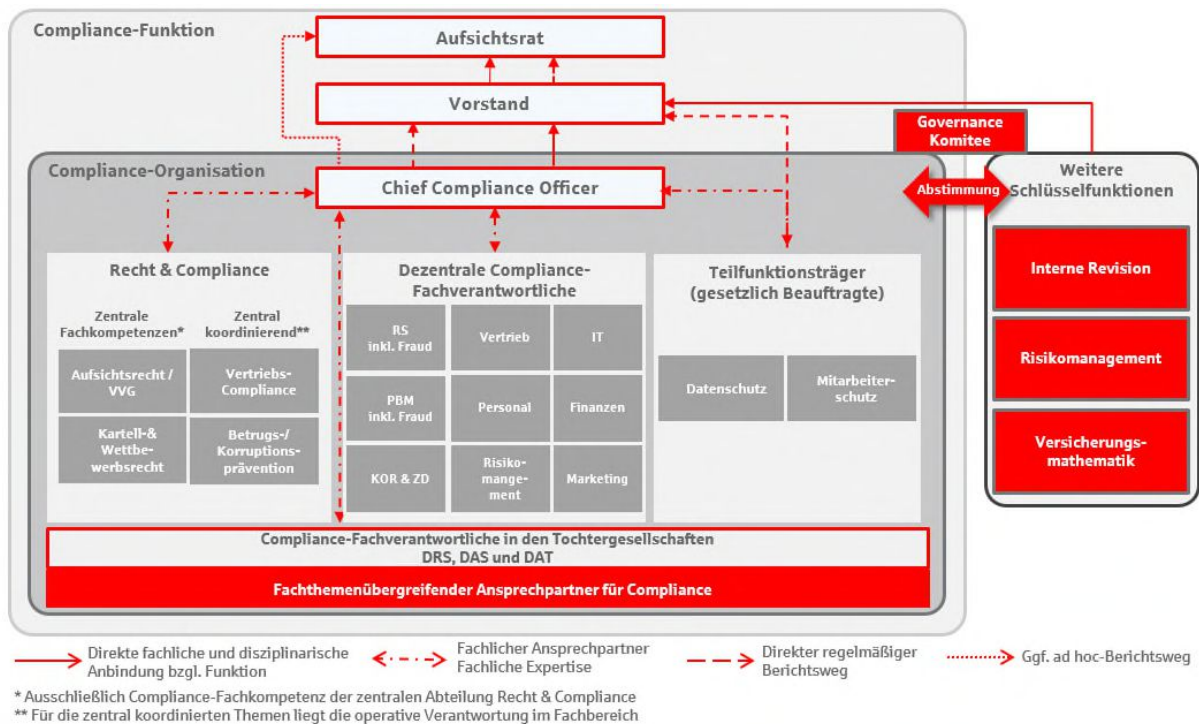 Compliance-Funktion
Aufsichtsrat
Vorstand
Governance
Komitee
Compliance-Organisation
Chief Compliance Officer
Abstimmung
Weitere
Schlüsselfunktionen
Recht & Compliance
Zentrale
Fachkompetenzen*
Zentral
koordinierend**
Aufsichtsrecht /
VVG
Vertriebs-
Compliance
Kartell-&
Wettbe-
werbsrecht
Betrugs-/
Korruptions-
prävention
Dezentrale Compliance-
Fachverantwortliche
RS
inkl. Fraud
Vertrieb
IT
PBM
inkl. Fraud
Personal
Finanzen
KOR & ZD
Risiko-
mange-
ment
Marketing
Teilfunktionsträger
(gesetzlich Beauftragte)
Datenschutz
Mitarbeiter-
schutz
Interne Revision
Risikomanagement
Versicherungs-
mathematik
Compliance-Fachverantwortliche in den Tochtergesellschaften
DRS, DAS und DAT
Fachthemenübergreifender Ansprechpartner für Compliance
Direkte fachliche und disziplinarische
Anbindung bzgl. Funktion
Fachlicher Ansprechpartner
Fachliche Expertise
Direkter regelmäßiger
Berichtsweg
Ggf. ad hoc-Berichtsweg
* Ausschließlich Compliance-Fachkompetenz der zentralen Abteilung Recht & Compliance
** Für die zentral koordinierten Themen liegt die operative Verantwortung im Fachbereich